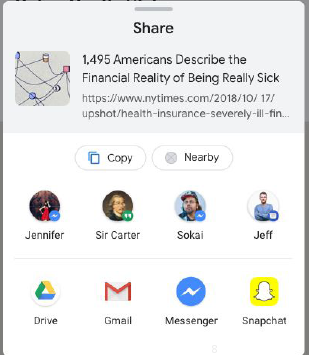 Share
1,495 Americans Describe the
Financial Reality of Being Really Sick
https://www.nytimes.com/2018/10/ 17/
upshot/health-insurance-severely-ill-fin...
Copy
Nearby
Jennifer
Sir Carter
Sokai
Jeff
Drive
Gmail
Messenger
Snapchat
8